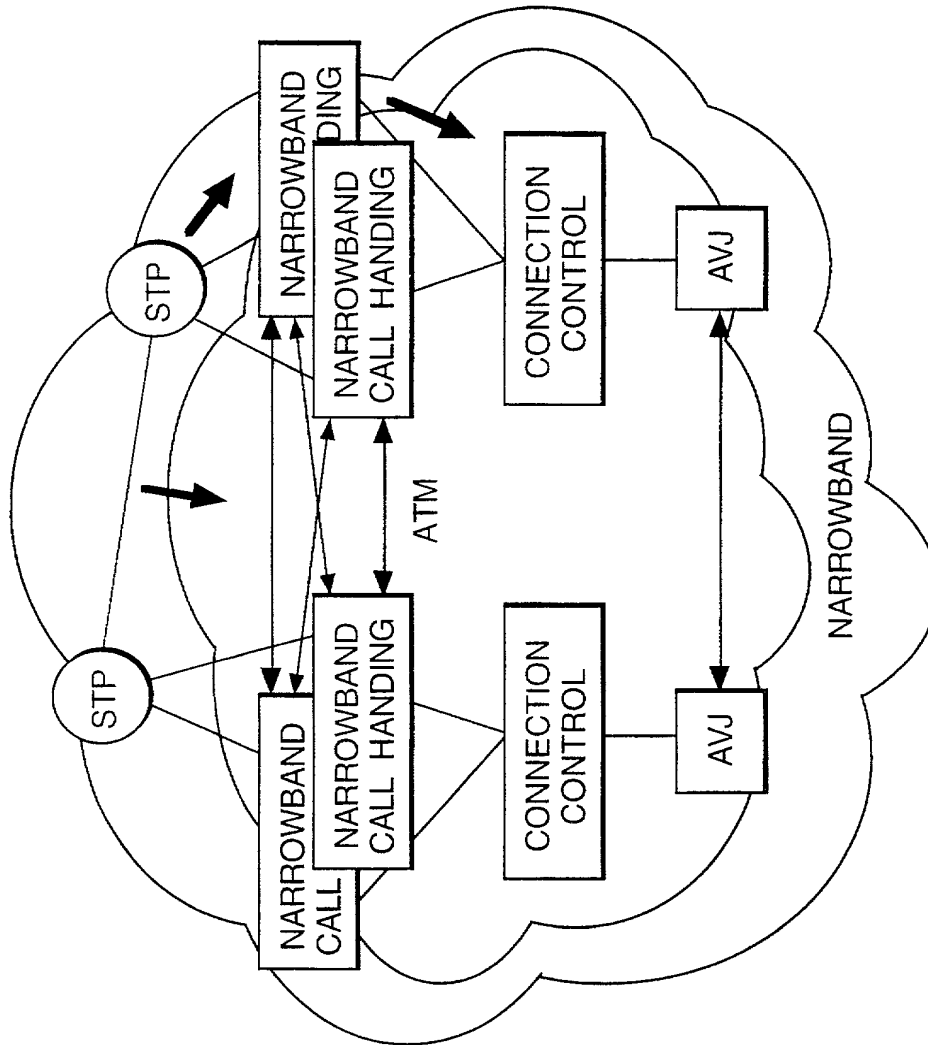 STP
STP
NARROWBAND
CALL
NARROWBAND
CALL HANDING
NARROWBAND
DING
NARROWBAND
CALL HANDING
ATM
CONNECTION
CONTROL
CONNECTION
CONTROL
AVJ
AVJ
NARROWBAND